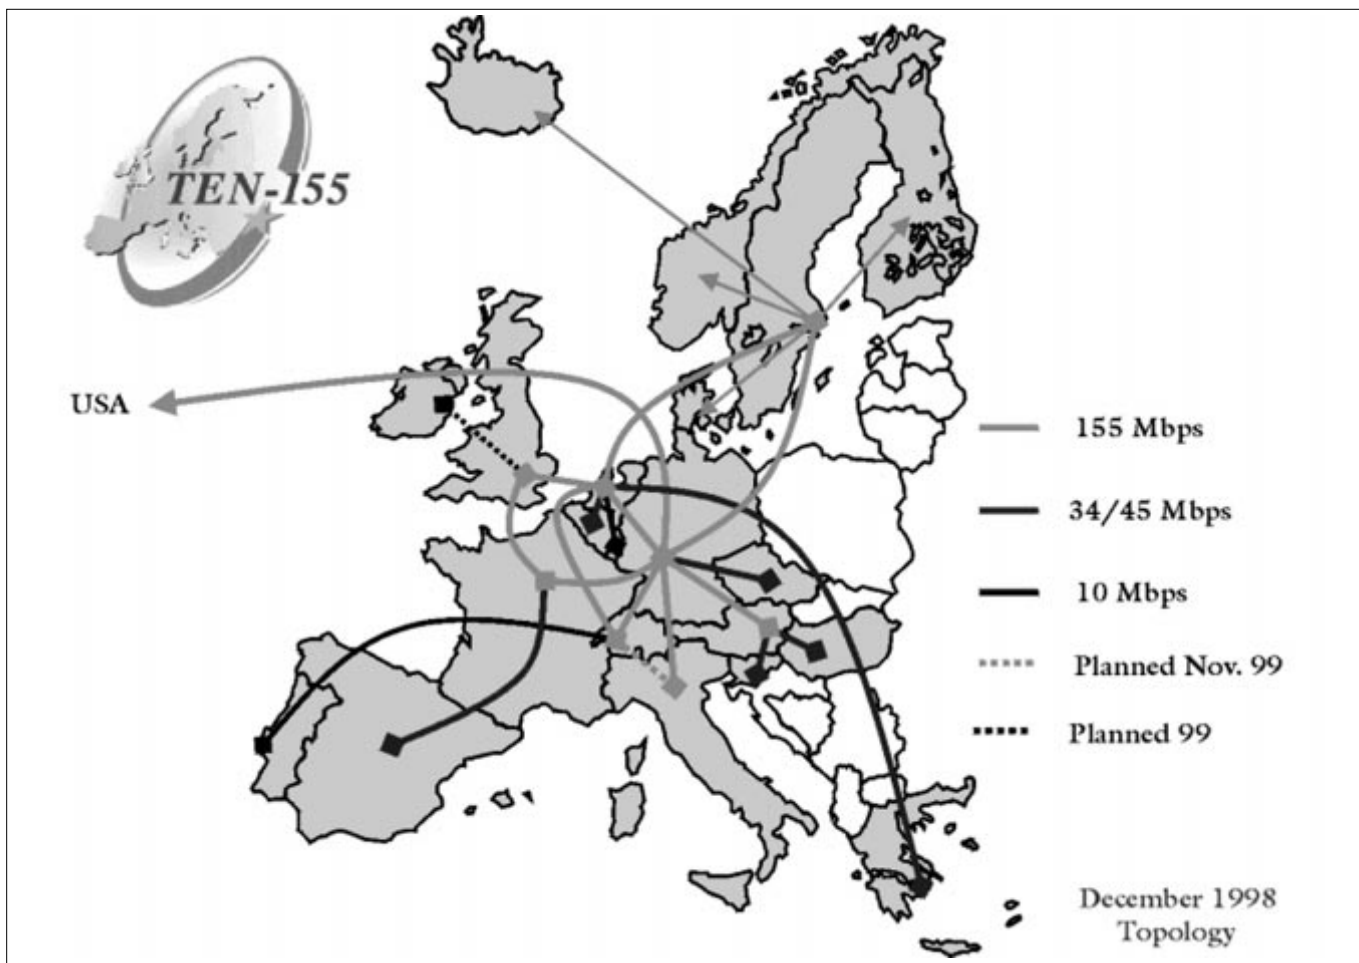 TEN-155
USA
155 Mbps
34/45 Mbps
10 Mbps
Planned Nov. 99
Planned 99
December 1998
Topology